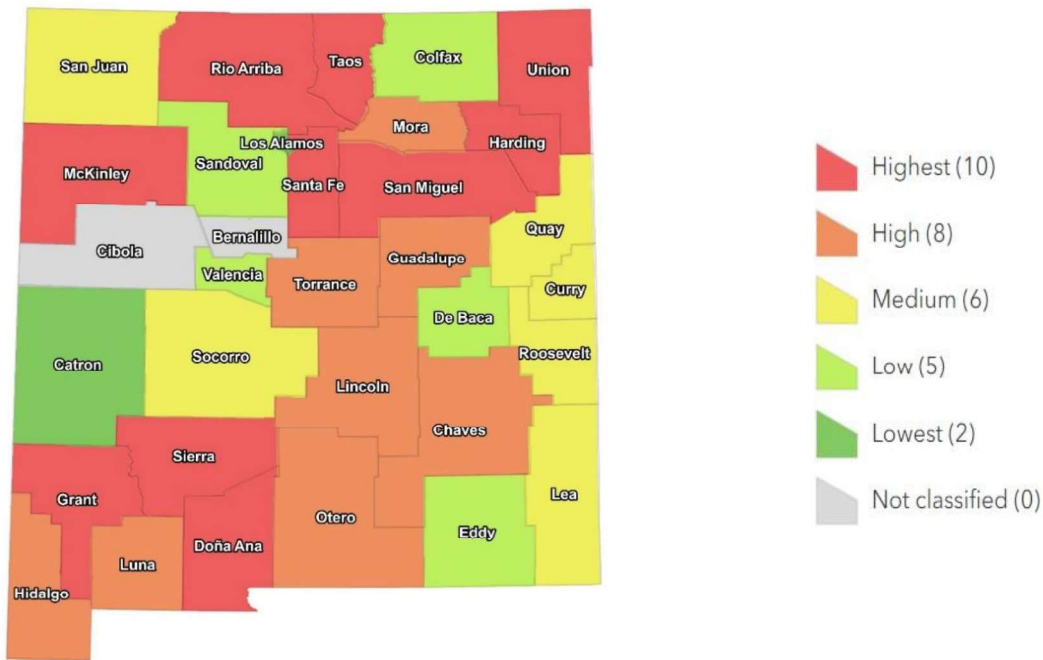 San Juan
Rio Arriba
Taos
Colfax
Union
Mora
Harding
Los Alamos
Sandoval
McKinley
Santa Fe
San Miguel
Quay
Bernalillo
Cibola
Guadalupe
Valencia
Torrance
Curry
De Baca
Roosevelt
Socorro
Catron
Lincoln
Chaves
Sierra
Grant
Lea
Otero
Eddy
Doña Ana
Luna
Hidalgo
Highest (10)
High (8)
Medium (6)
Low (5)
Lowest (2)
Not classified (0)